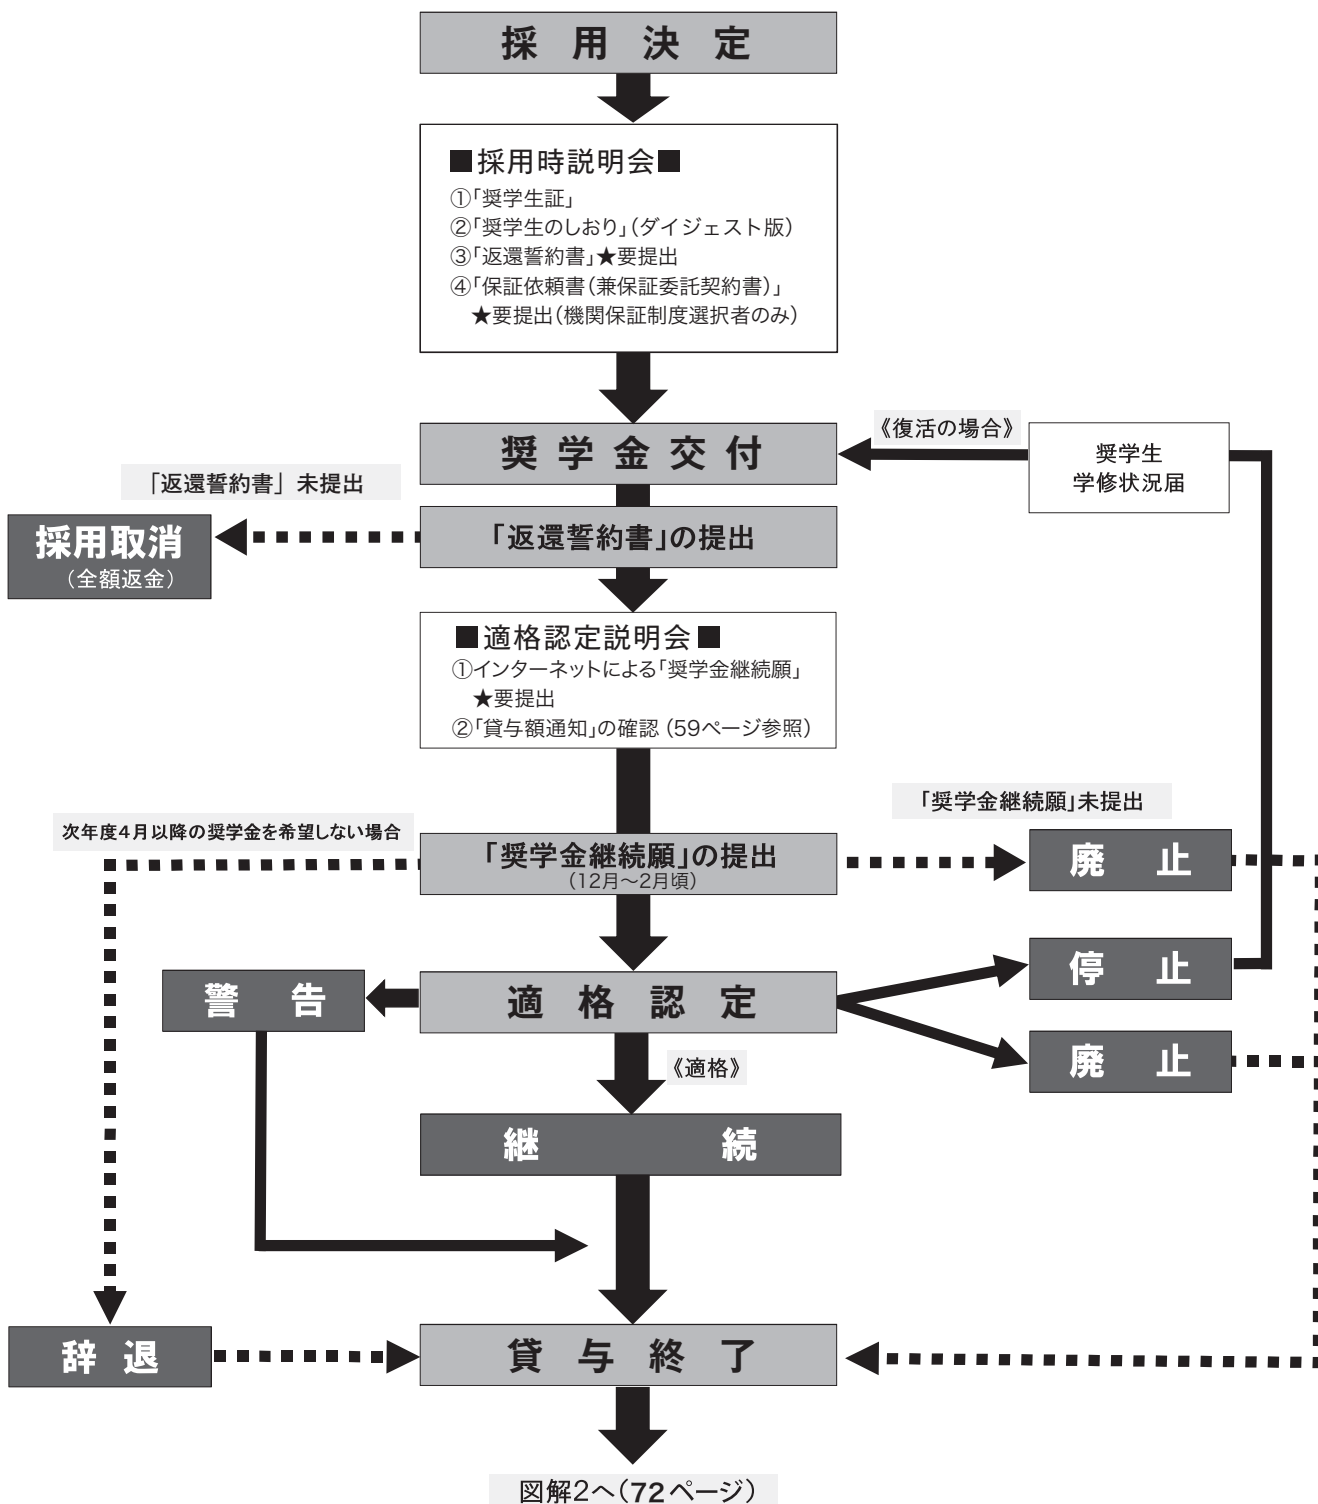 採用決定
■採用時説明会■
①「奨学生証」
②「奨学生のしおり」(ダイジェスト版)
③「返還誓約書」★要提出
④「保証依頼書(兼保証委託契約書)」
★要提出(機関保証制度選択者のみ)
奨学金交付
《復活の場合》
奨学生
学修状況届
「返還誓約書」未提出
採用取消
(全額返金)
「返還誓約書」の提出
■適格認定説明会■
①インターネットによる「奨学金継続願」
★要提出
②「貸与額通知」の確認(59ページ参照)
「奨学金継続願」未提出
次年度4月以降の奨学金を希望しない場合
「奨学金継続願」の提出
(12月〜2月頃)
廃止
停止
警告
適格認定
廃止
《適格》
継続
辞退
貸与終了
図解2へ(72ページ)